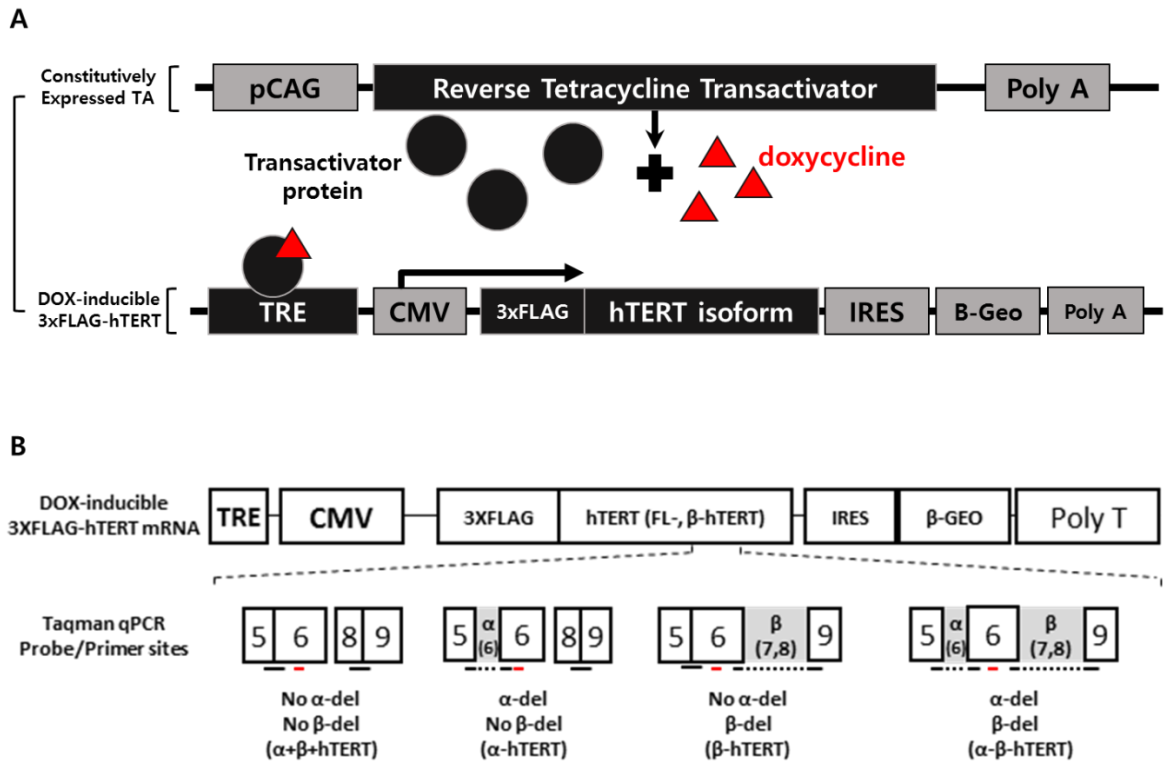 A
Constitutively
Expressed TA
pCAG
Reverse Tetracycline Transactivator
Poly A
Transactivator
protein
doxycycline
DOX-inducible
3xFLAG-hTERT
TRE
CMV
3xFLAG
hTERT isoform
IRES
B-Geo
Poly A
B
DOX-inducible
3XFLAG-hTERT mRNA
TRE
CMV
3XFLAG
hTERT (FL-, β-hTERT)
IRES
β-GEO
Poly T
Taqman qPCR
Probe/Primer sites
5 6 8 9
5 α (6) 6 8 9
5 6 β (7,8) 9
5 α (6) 6 β (7,8) 9
No α-del
No β-del
(α+β+hTERT)
α-del
No β-del
(α-hTERT)
No α-del
β-del
(β-hTERT)
α-del
β-del
(α-β-hTERT)